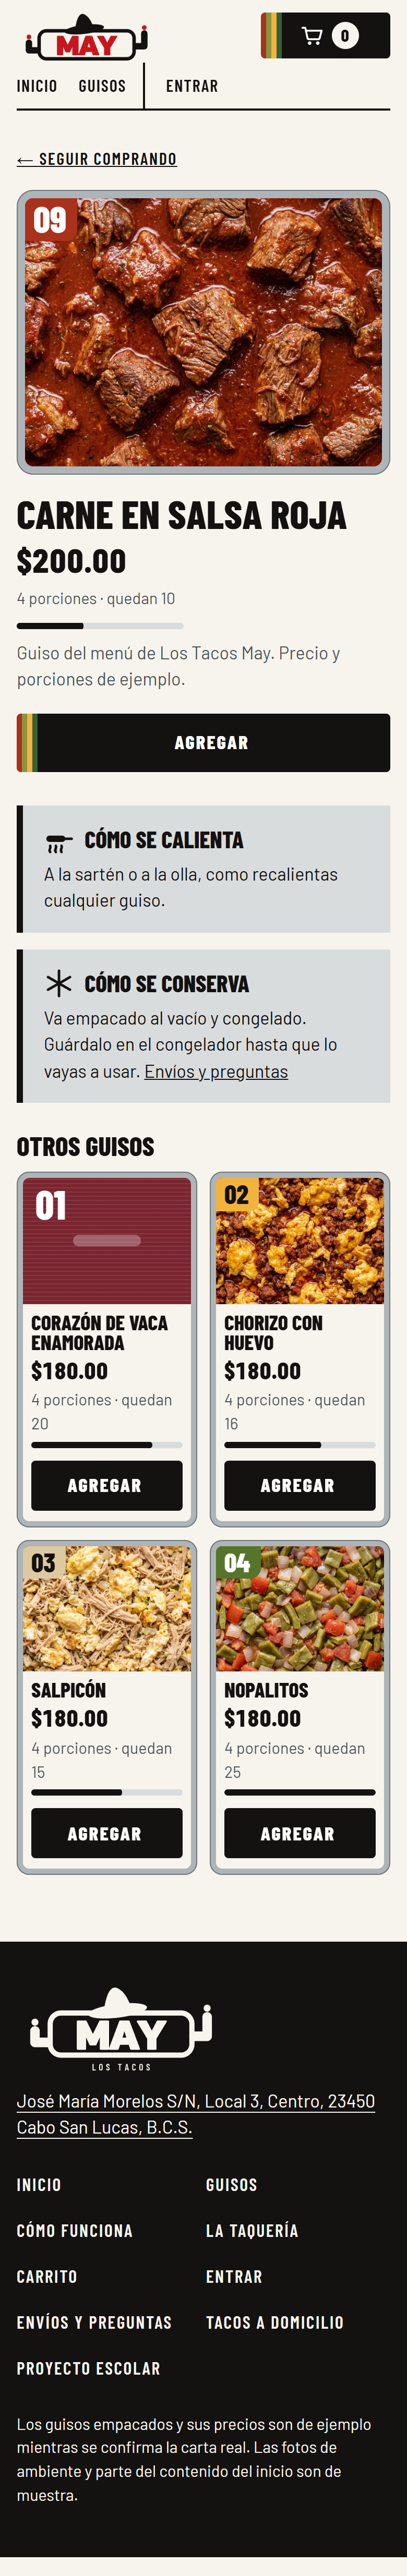 MAY
0
INICIO GUISOS ENTRAR
← SEGUIR COMPRANDO
09
CARNE EN SALSA ROJA
$200.00
4 porciones · quedan 10
Guiso del menú de Los Tacos May. Precio y
porciones de ejemplo.
AGREGAR
CÓMO SE CALIENTA
A la sartén o a la olla, como recalientas
cualquier guiso.
CÓMO SE CONSERVA
Va empacado al vacío y congelado.
Guárdalo en el congelador hasta que lo
vayas a usar. Envíos y preguntas
OTROS GUISOS
01
CORAZÓN DE VACA
ENAMORADA
$180.00
4 porciones · quedan
20
AGREGAR
02
CHORIZO CON
HUEVO
$180.00
4 porciones · quedan
16
AGREGAR
03
SALPICÓN
$180.00
4 porciones · quedan
15
AGREGAR
04
NOPALITOS
$180.00
4 porciones · quedan
25
AGREGAR
MAY
LOS TACOS
José María Morelos S/N, Local 3, Centro, 23450
Cabo San Lucas, B.C.S.
INICIO GUISOS
CÓMO FUNCIONA LA TAQUERÍA
CARRITO ENTRAR
ENVÍOS Y PREGUNTAS TACOS A DOMICILIO
PROYECTO ESCOLAR
Los guisos empacados y sus precios son de ejemplo
mientras se confirma la carta real. Las fotos de
ambiente y parte del contenido del inicio son de
muestra.